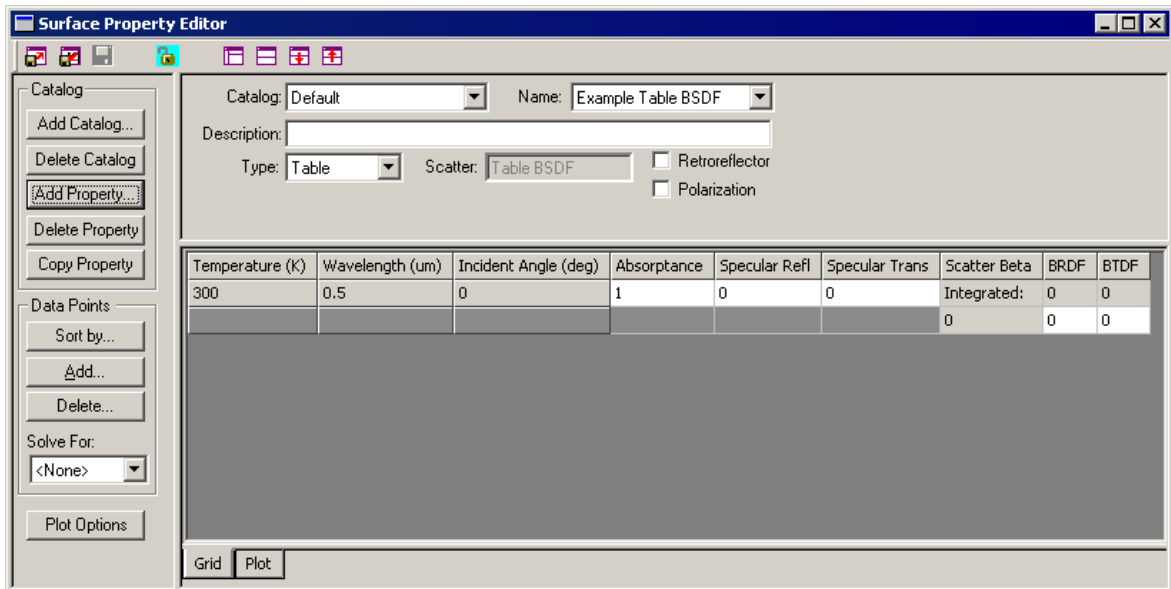 Surface Property Editor
Catalog
Add Catalog...
Delete Catalog
Add Property...
Delete Property
Copy Property
Data Points
Sort by...
Add...
Delete...
Solve For:
<None>
Plot Options
Catalog: Default Name: Example Table BSDF
Description:
Type: Table Scatter: Table BSDF Retroreflector
Polarization
Temperature (K) Wavelength (um) Incident Angle (deg) Absorptance Specular Refl Specular Trans Scatter Beta BRDF BTDF
300 0.5 0 1 0 0 Integrated: 0 0
0 0 0
Grid Plot